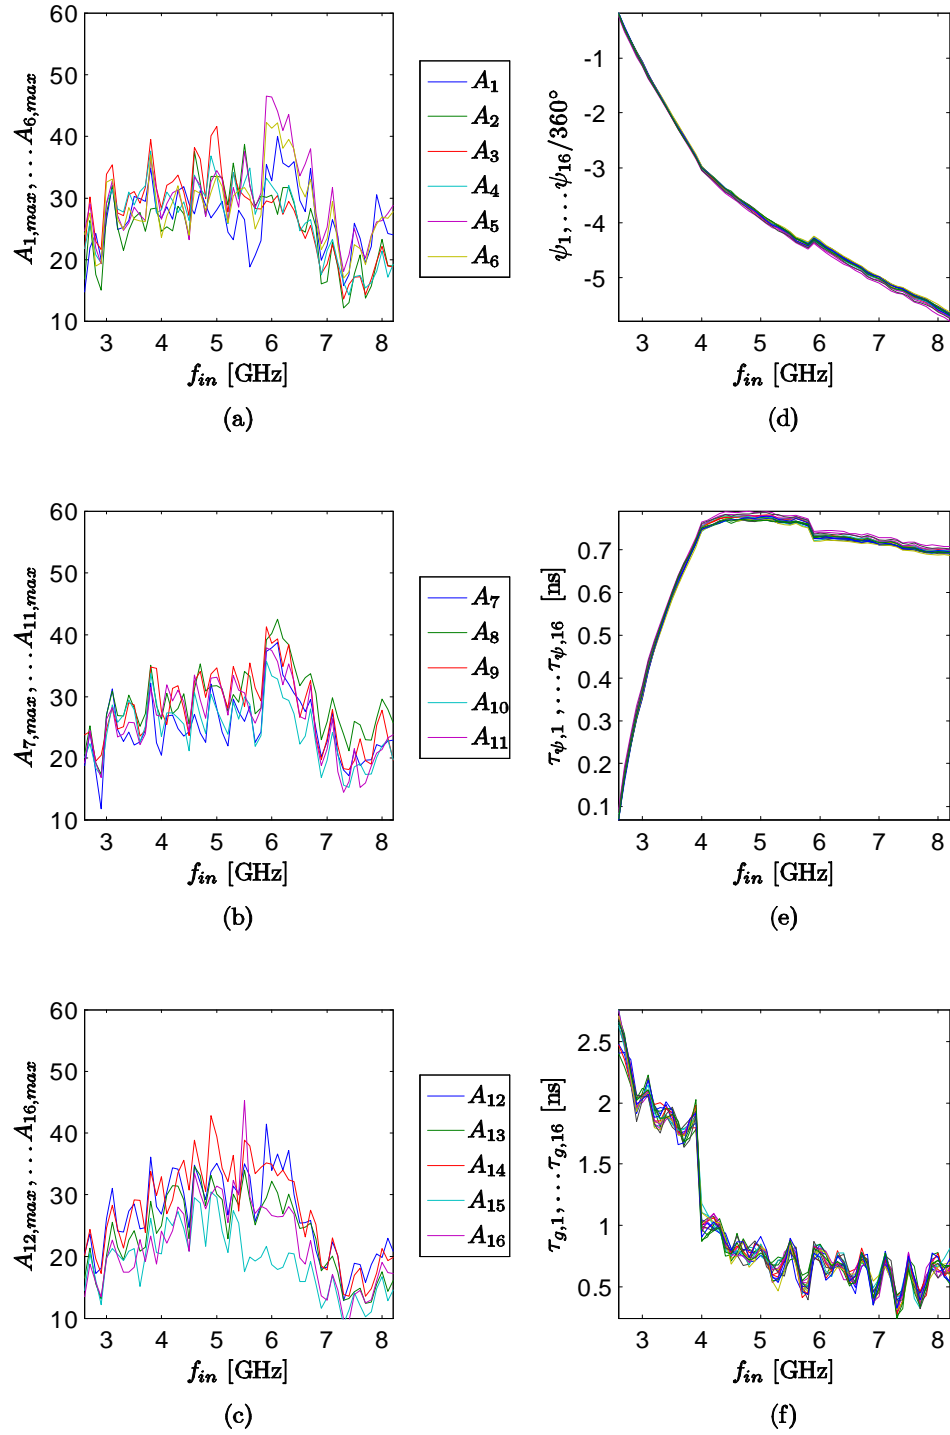 60
50
40
30
20
10
3 4 5 6 7 8
A1,max, ... A6,max
fin [GHz]
(a)
A1
A2
A3
A4
A5
A6
-1
-2
-3
-4
-5
3 4 5 6 7 8
ψ1, ... ψ16/360°
fin [GHz]
(d)
60
50
40
30
20
10
3 4 5 6 7 8
A7,max, ... A11,max
fin [GHz]
(b)
A7
A8
A9
A10
A11
0.7
0.6
0.5
0.4
0.3
0.2
0.1
3 4 5 6 7 8
τψ,1, ... τψ,16 [ns]
fin [GHz]
(e)
60
50
40
30
20
10
3 4 5 6 7 8
A12,max, ... A16,max
fin [GHz]
(c)
A12
A13
A14
A15
A16
2.5
2
1.5
1
0.5
3 4 5 6 7 8
τg,1, ... τg,16 [ns]
fin [GHz]
(f)